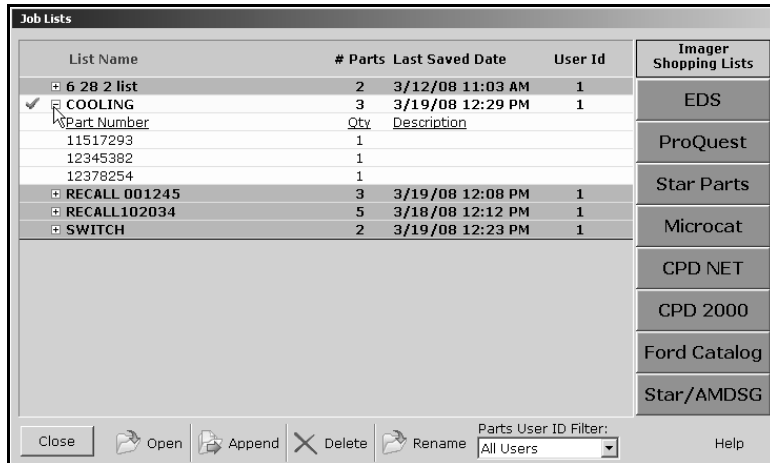 Job Lists
List Name # Parts Last Saved Date User Id
6 28 2 list 2 3/12/08 11:03 AM 1
COOLING 3 3/19/08 12:29 PM 1
Part Number Qty Description
11517293 1
12345382 1
12378254 1
RECALL 001245 3 3/19/08 12:08 PM 1
RECALL102034 5 3/18/08 12:12 PM 1
SWITCH 2 3/19/08 12:23 PM 1
Imager
Shopping Lists
EDS
ProQuest
Star Parts
Microcat
CPD NET
CPD 2000
Ford Catalog
Star/AMDSG
Parts User ID Filter:
Close Open Append Delete Rename All Users Help